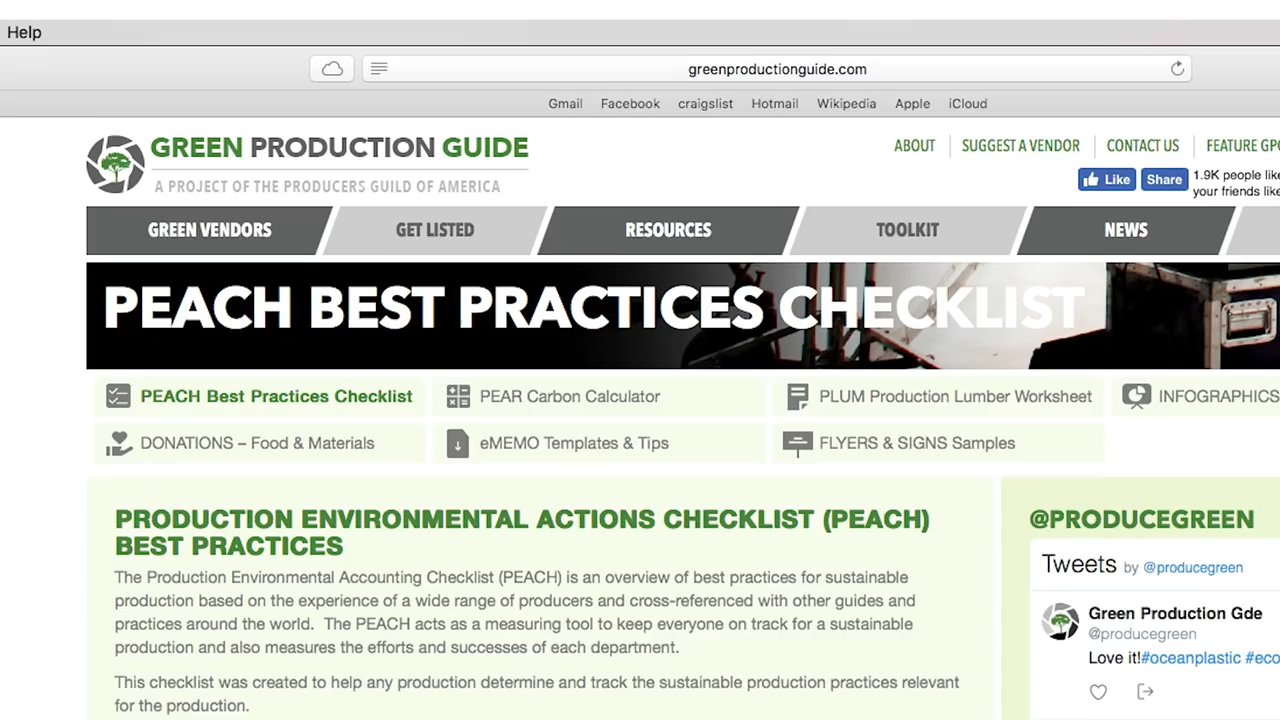 Help
greenproductionguide.com
Gmail Facebook craigslist Hotmail Wikipedia Apple iCloud
GREEN PRODUCTION GUIDE
A PROJECT OF THE PRODUCERS GUILD OF AMERICA
ABOUT SUGGEST A VENDOR CONTACT US FEATURE GPG
Like Share 1.9K people like
your friends like
GREEN VENDORS GET LISTED RESOURCES TOOLKIT NEWS
PEACH BEST PRACTICES CHECKLIST
PEACH Best Practices Checklist PEAR Carbon Calculator PLUM Production Lumber Worksheet INFOGRAPHICS
DONATIONS – Food & Materials eMEMO Templates & Tips FLYERS & SIGNS Samples
PRODUCTION ENVIRONMENTAL ACTIONS CHECKLIST (PEACH)
BEST PRACTICES
The Production Environmental Accounting Checklist (PEACH) is an overview of best practices for sustainable
production based on the experience of a wide range of producers and cross-referenced with other guides and
practices around the world. The PEACH acts as a measuring tool to keep everyone on track for a sustainable
production and also measures the efforts and successes of each department.
This checklist was created to help any production determine and track the sustainable production practices relevant
for the production.
@PRODUCEGREEN
Tweets by @producegreen
Green Production Gde
@producegreen
Love it!#oceanplastic #eco